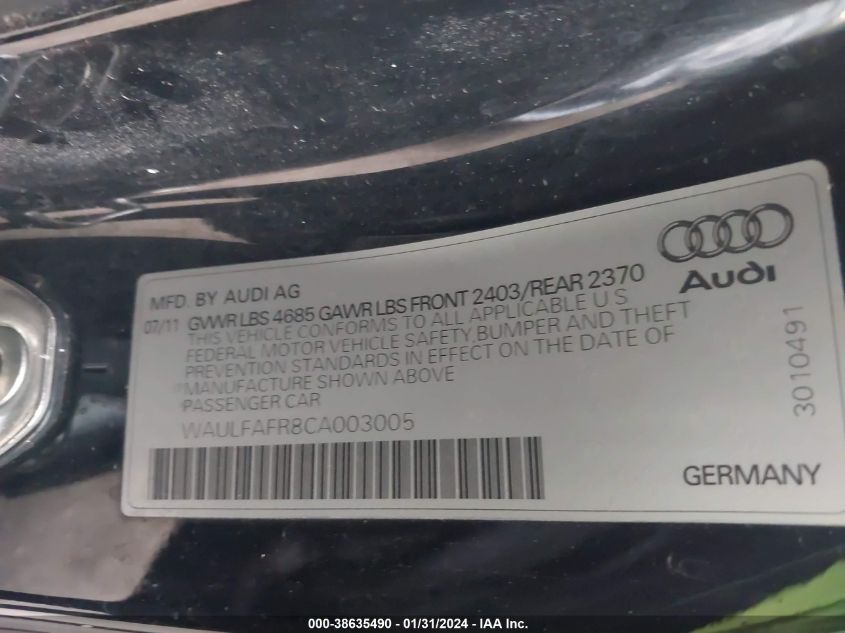 MFD. BY AUDI AG
07/11 GVWR LBS 4685 GAWR LBS FRONT 2403/REAR 2370
THIS VEHICLE CONFORMS TO ALL APPLICABLE U S
FEDERAL MOTOR VEHICLE SAFETY,BUMPER AND THEFT
PREVENTION STANDARDS IN EFFECT ON THE DATE OF
MANUFACTURE SHOWN ABOVE
PASSENGER CAR
WAULFAFR8CA003005
Audi
3010491
GERMANY
000-38635490 - 01/31/2024 - IAA Inc.